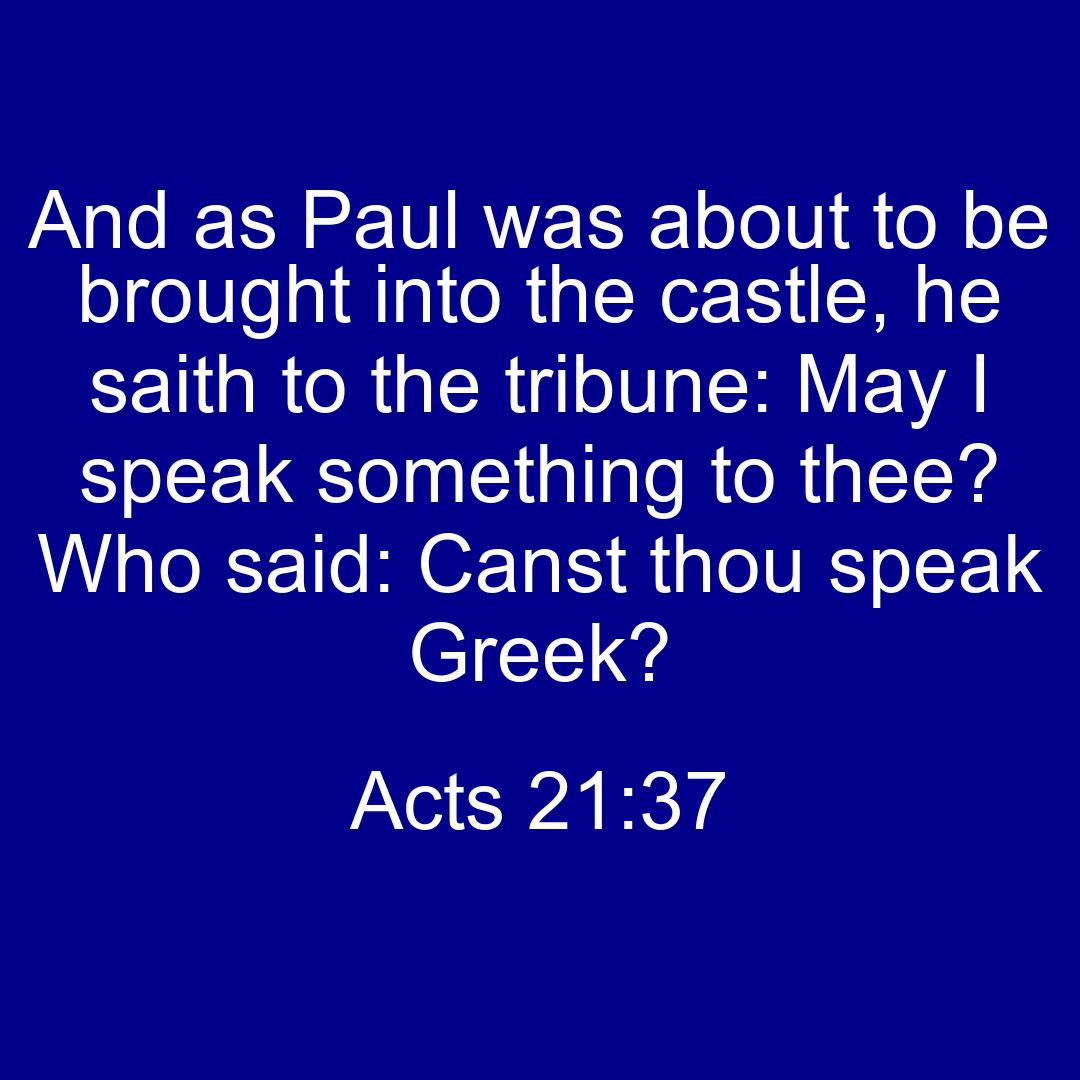 And as Paul was about to be
brought into the castle, he
saith to the tribune: May I
speak something to thee?
Who said: Canst thou speak
Greek?
Acts 21:37